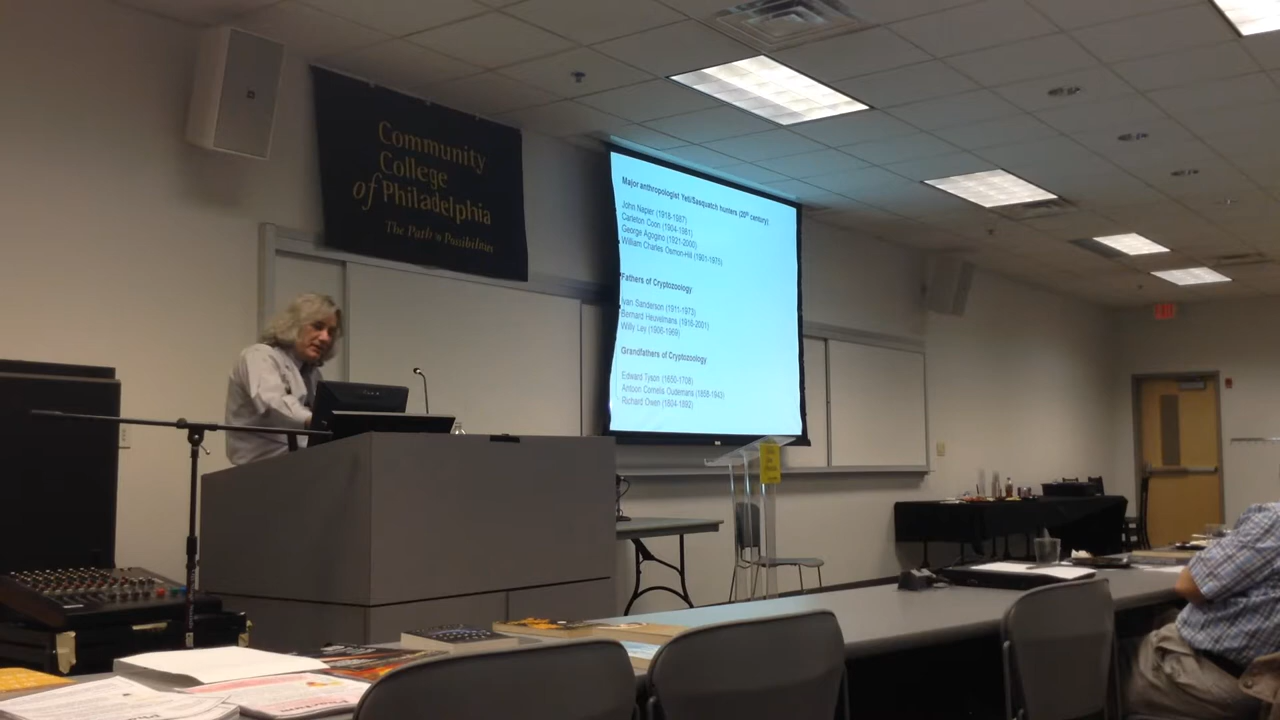 Community
College
of Philadelphia
The Path to Possibilities
Major anthropologist Yeti/Sasquatch hunters (20th century)
John Napier (1918-1987)
Carleton Coon (1904-1981)
George Agogino (1921-2000)
William Charles Osmon-Hill (1901-1975)
Fathers of Cryptozoology
Ivan Sanderson (1911-1973)
Bernard Heuvelmans (1916-2001)
Willy Ley (1906-1969)
Grandfathers of Cryptozoology
Edward Tyson (1650-1708)
Antoon Cornelis Oudemans (1858-1943)
Richard Owen (1804-1892)